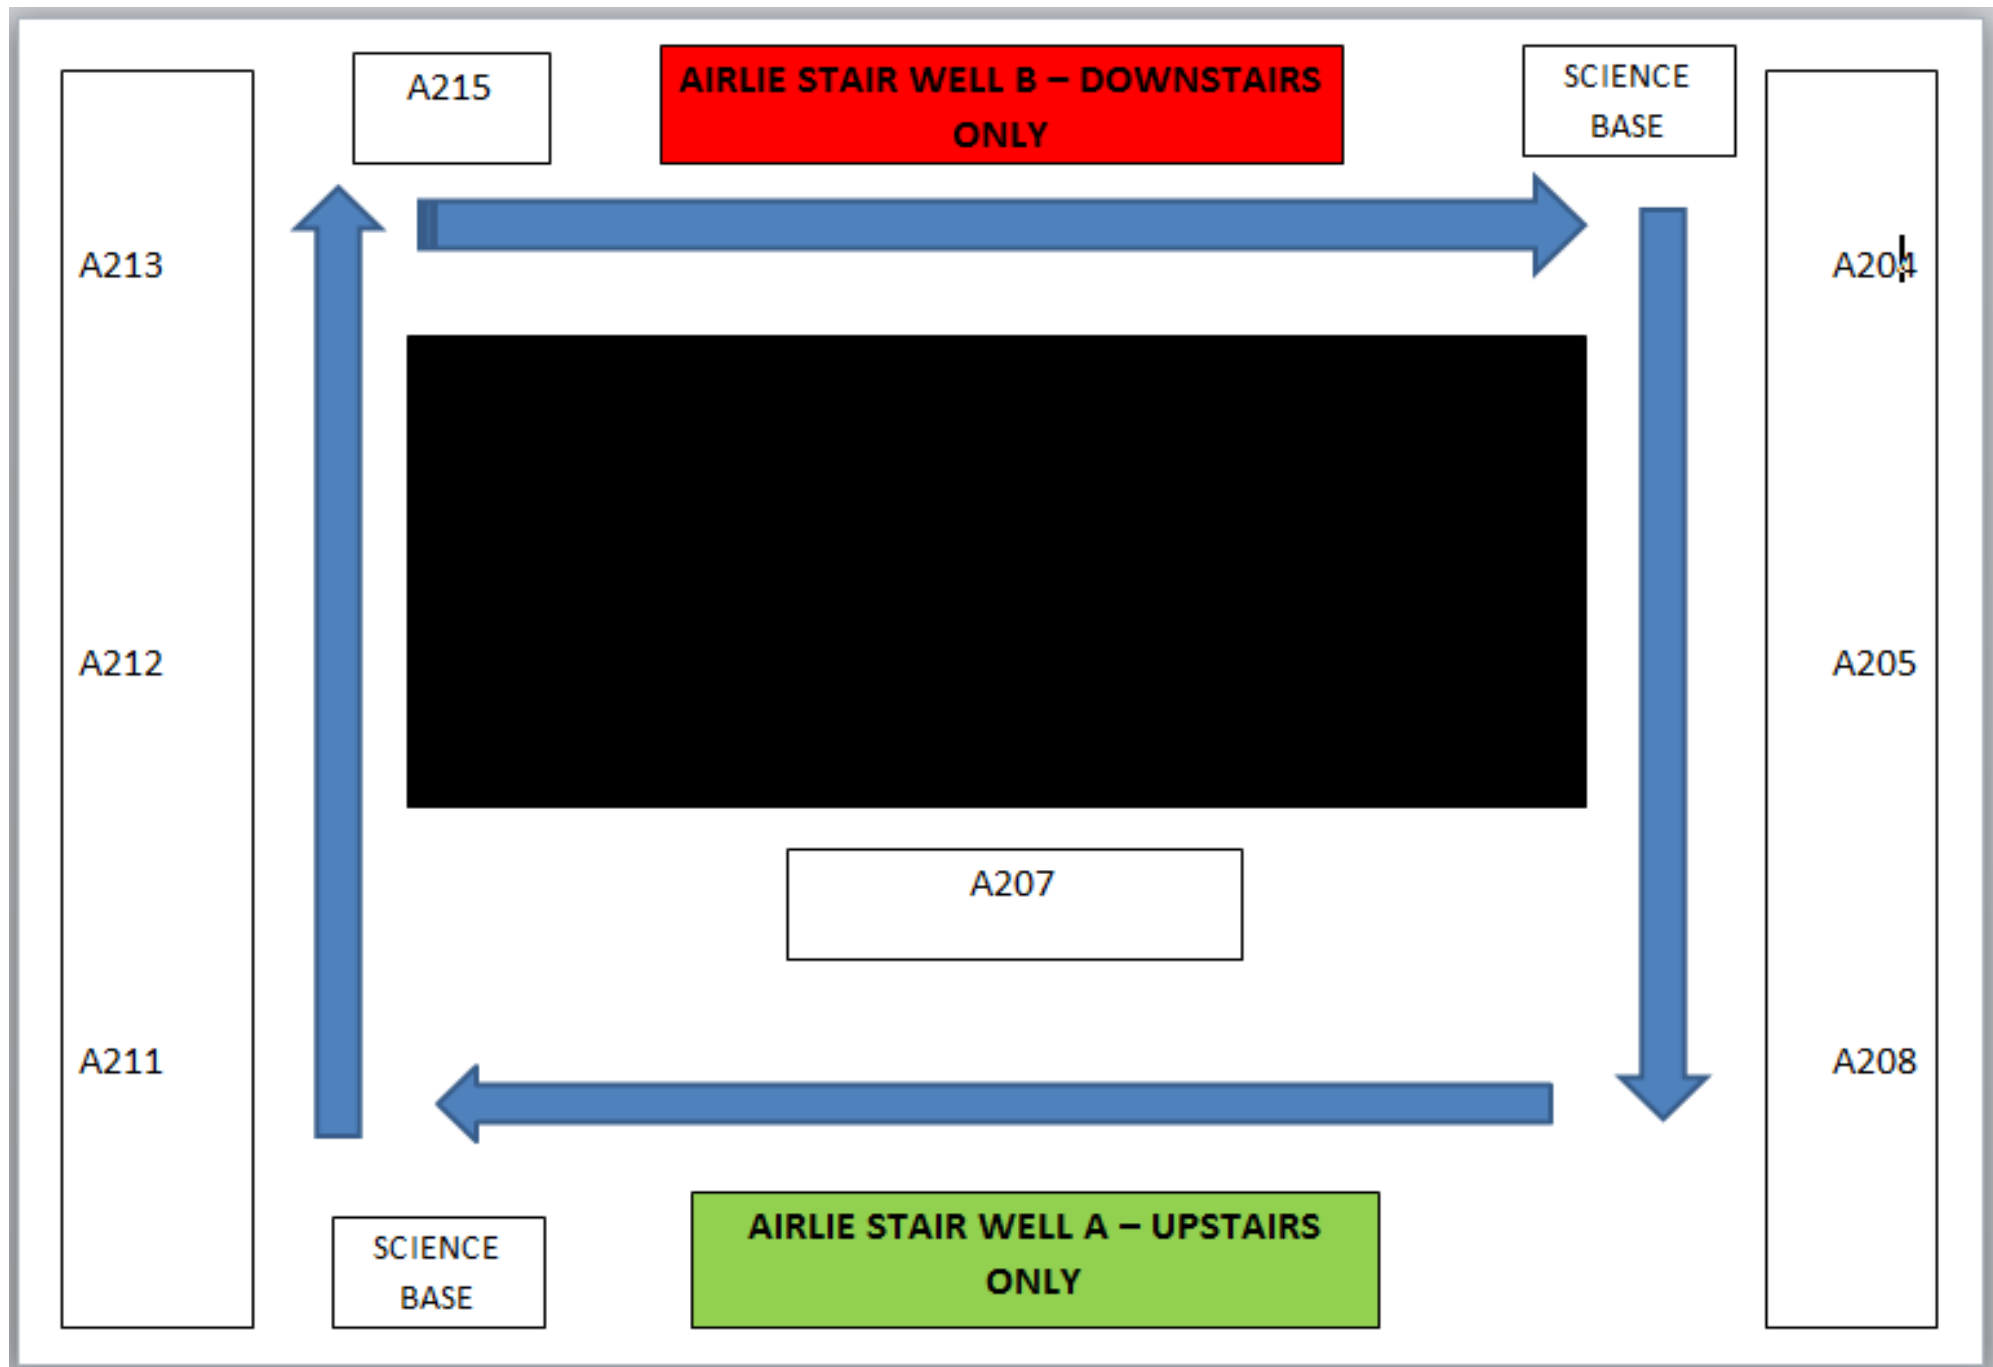 A215
AIRLIE STAIR WELL B – DOWNSTAIRS
ONLY
SCIENCE
BASE
A213
A204
A212
A205
A207
A211
A208
SCIENCE
BASE
AIRLIE STAIR WELL A – UPSTAIRS
ONLY